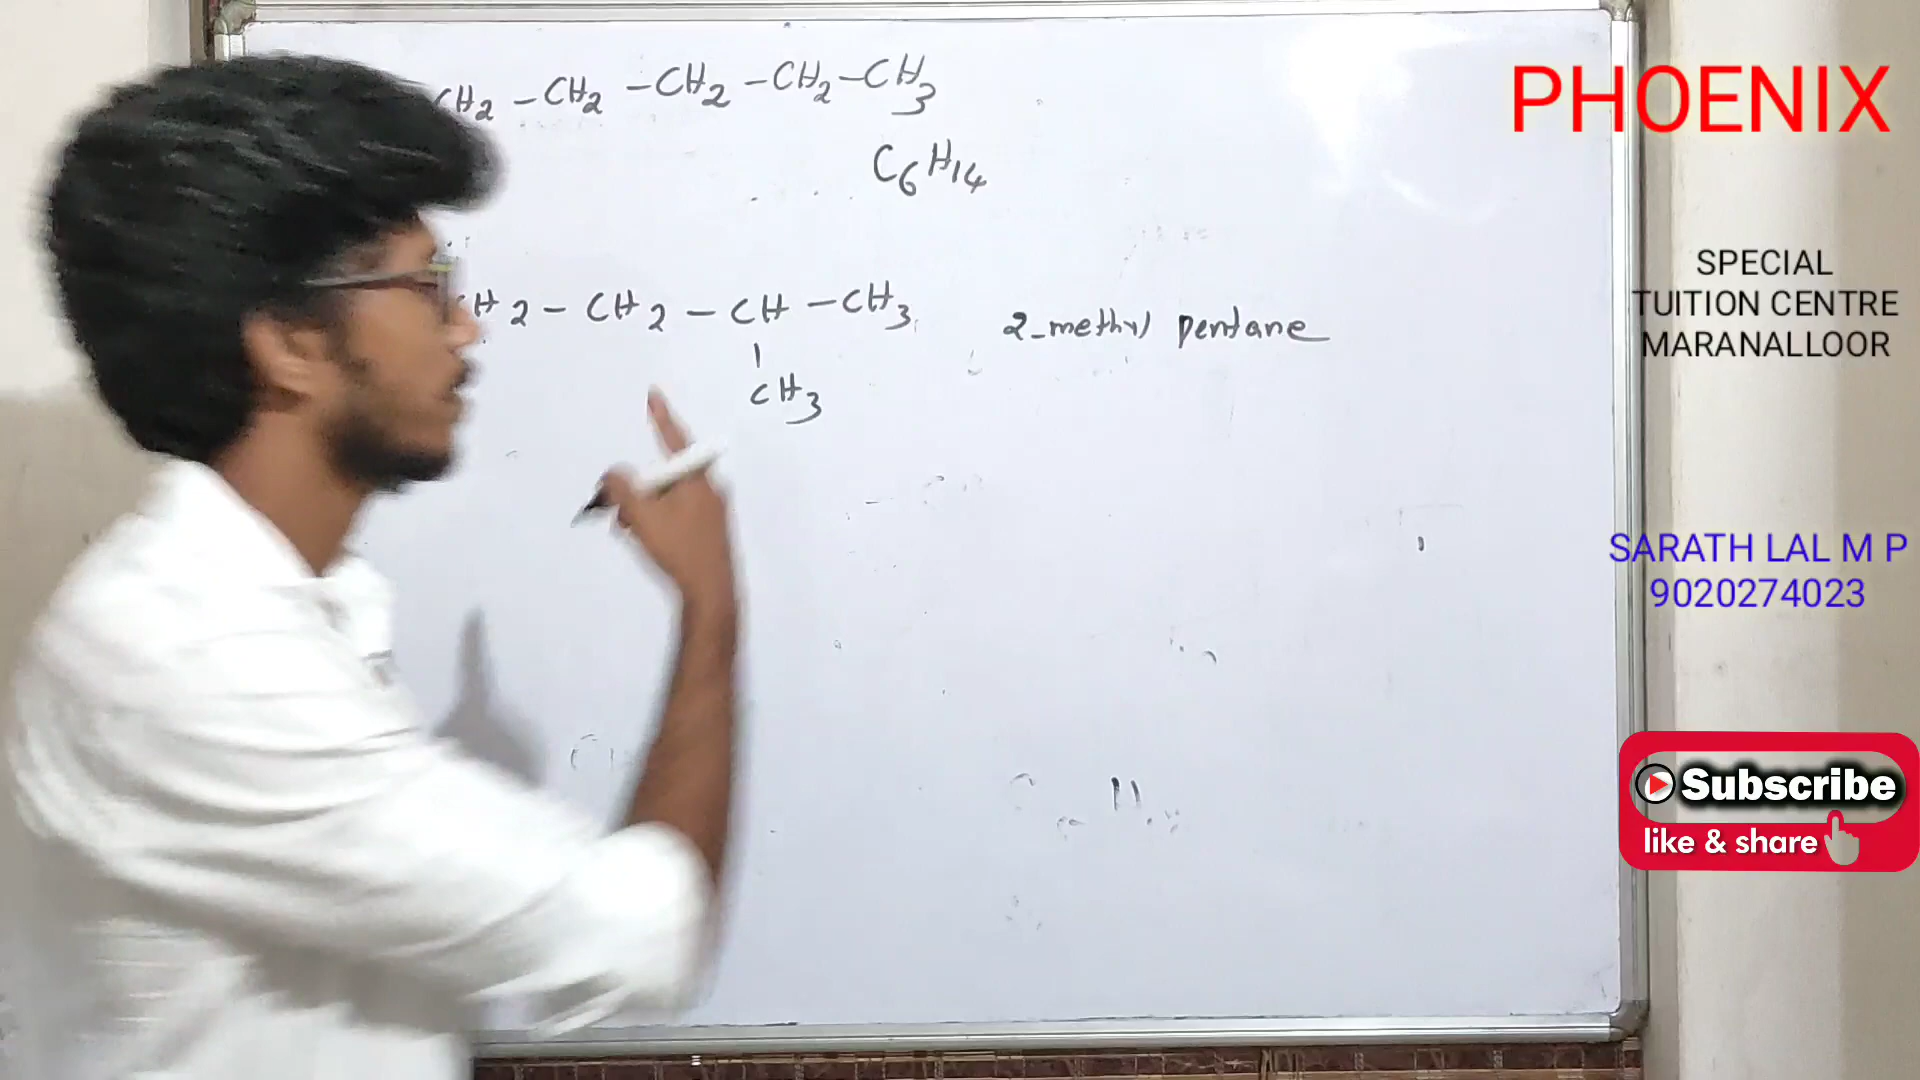 CH2 - CH2 - CH2 - CH2 - CH3
C6H14
H2 - CH2 - CH - CH3
CH3
2-methyl pentane
PHOENIX
SPECIAL
TUITION CENTRE
MARANALLOOR
SARATH LAL M P
9020274023
Subscribe
like & share